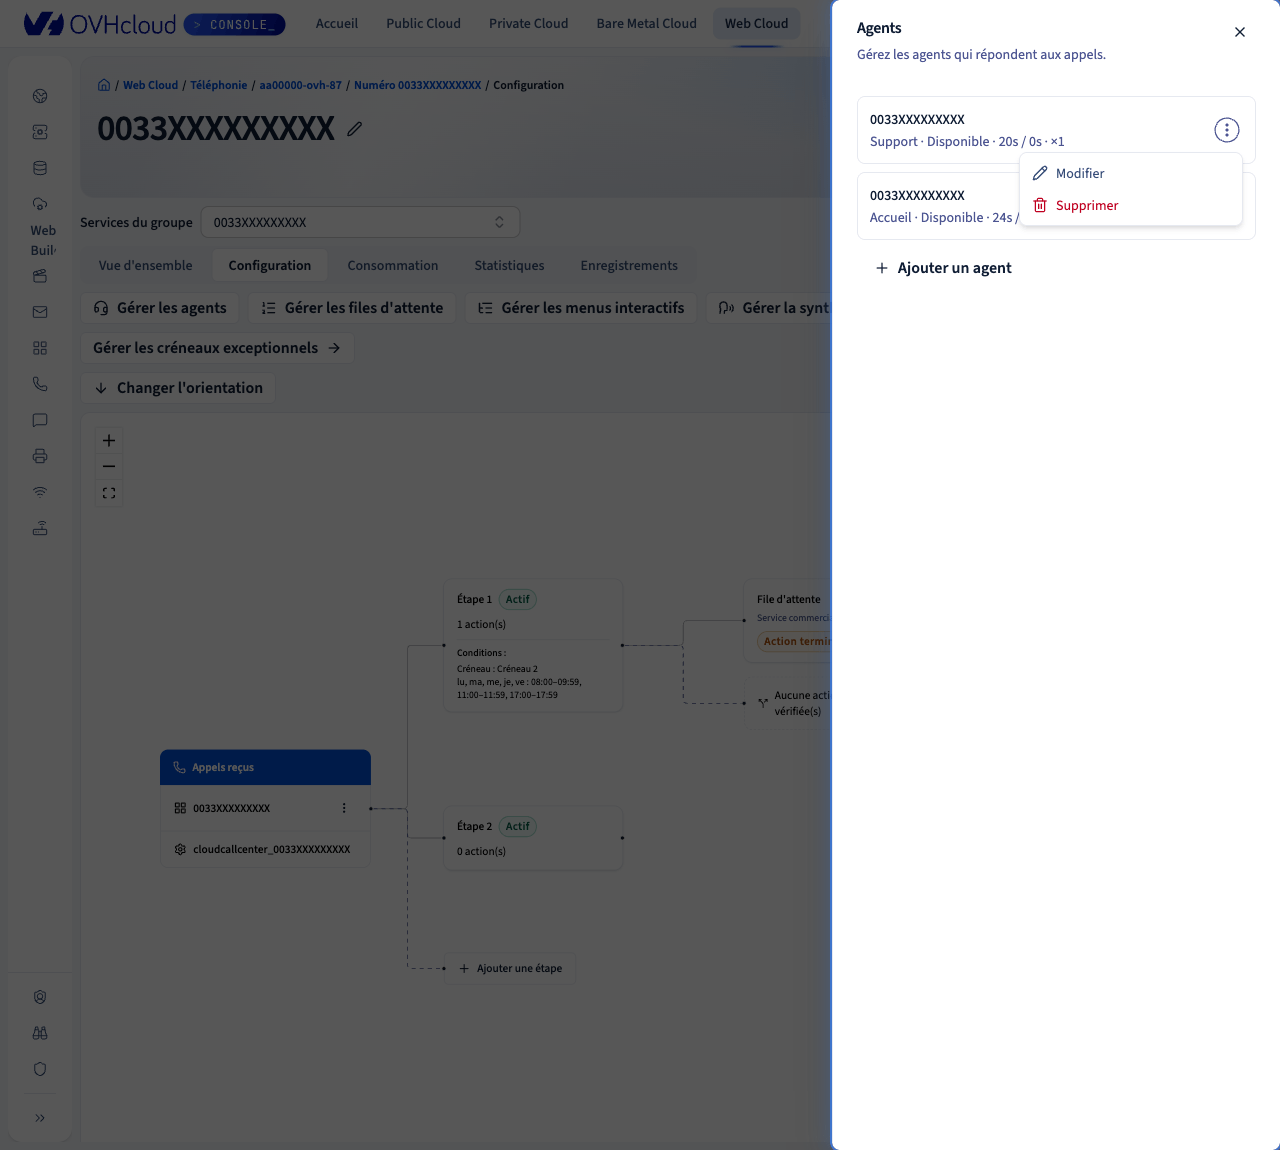 OVHcloud > CONSOLE_
Accueil Public Cloud Private Cloud Bare Metal Cloud Web Cloud
/ Web Cloud / Téléphonie / aa00000-ovh-87 / Numéro 0033XXXXXXXXX / Configuration
0033XXXXXXXXX
Services du groupe 0033XXXXXXXXX
Web
Vue d'ensemble Configuration Consommation Statistiques Enregistrements
Gérer les agents Gérer les files d'attente Gérer les menus interactifs Gérer la
Gérer les créneaux exceptionnels
Changer l'orientation
Étape 1 Actif
1 action(s)
Conditions :
Créneau : Créneau 2
lu, ma, me, je, ve : 08:00–09:59,
11:00–11:59, 17:00–17:59
File d'attente
Service
Action
Aucune
vérifiée(s)
Appels reçus
0033XXXXXXXXX
cloudcallcenter_0033XXXXXXXXX
Étape 2 Actif
0 action(s)
Ajouter une étape
Agents
Gérez les agents qui répondent aux appels.
0033XXXXXXXXX
Support · Disponible · 20s / 0s · ×1
Modifier
Supprimer
0033XXXXXXXXX
Accueil · Disponible · 24s /
Ajouter un agent